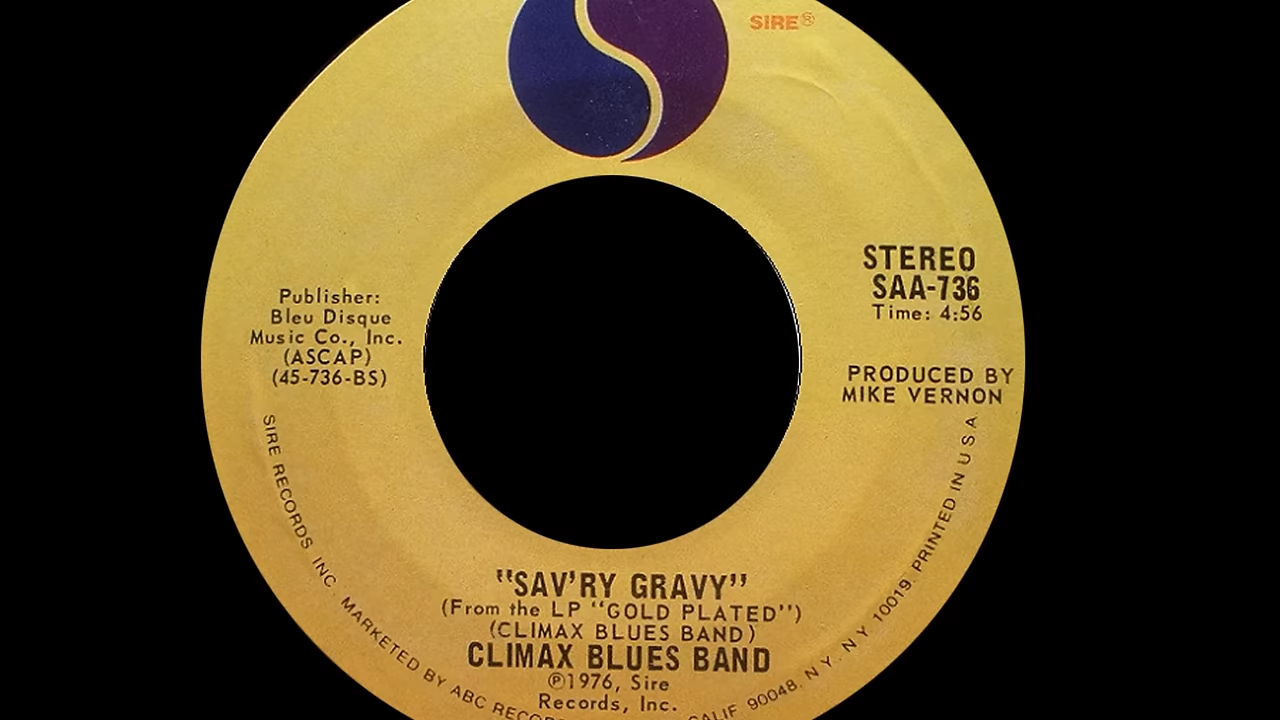 SIRE®
STEREO
SAA-736
Time: 4:56
Publisher:
Bleu Disque
Music Co., Inc.
(ASCAP)
(45-736-BS)
PRODUCED BY
MIKE VERNON
"SAV'RY GRAVY"
(From the LP "GOLD PLATED")
(CLIMAX BLUES BAND)
CLIMAX BLUES BAND
℗1976, Sire
Records, Inc.
SIRE RECORDS, INC. MARKETED BY ABC CALIF 90048. N.Y. N.Y. 10019. PRINTED IN U.S.A.